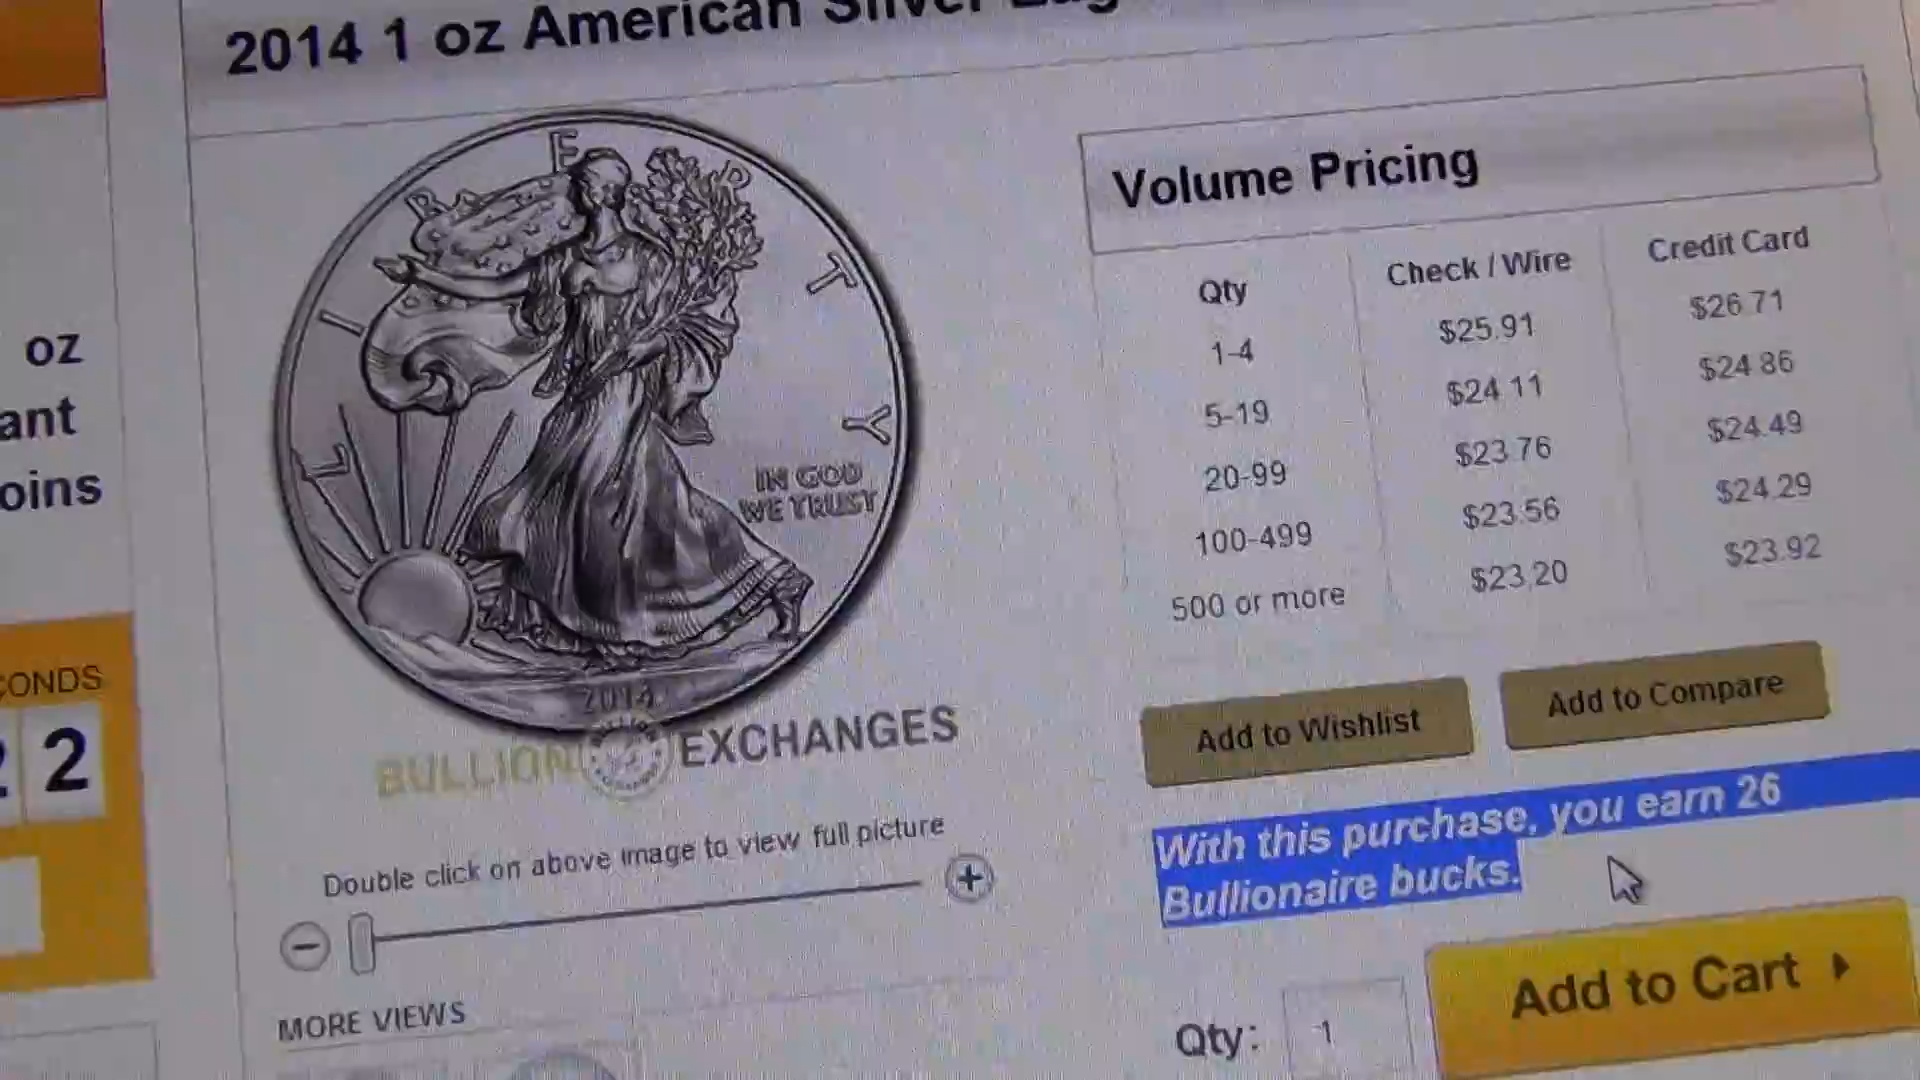 2014 1 oz American Silver
oz
ant
oins
CONDS
2 2
LIBERTY
IN GOD
WE TRUST
2014
BULLION EXCHANGES
Double click on above image to view full picture
MORE VIEWS
Volume Pricing
Qty Check / Wire Credit Card
1-4 $25.91 $26.71
5-19 $24.11 $24.86
20-99 $23.76 $24.49
100-499 $23.56 $24.29
500 or more $23.20 $23.92
Add to Wishlist Add to Compare
With this purchase, you earn 26
Bullionaire bucks.
Qty: 1 Add to Cart